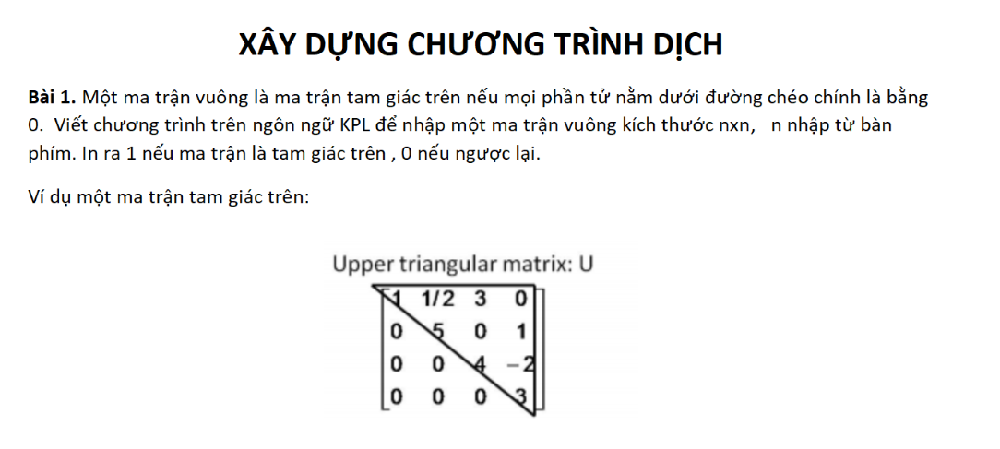 XÂY DỰNG CHƯƠNG TRÌNH DỊCH
Bài 1. Một ma trận vuông là ma trận tam giác trên nếu mọi phần tử nằm dưới đường chéo chính là bằng
0. Viết chương trình trên ngôn ngữ KPL để nhập một ma trận vuông kích thước nxn, n nhập từ bàn
phím. In ra 1 nếu ma trận là tam giác trên , 0 nếu ngược lại.
Ví dụ một ma trận tam giác trên:
Upper triangular matrix: U
1 1/2 3 0
0 5 0 1
0 0 4 -2
0 0 0 3